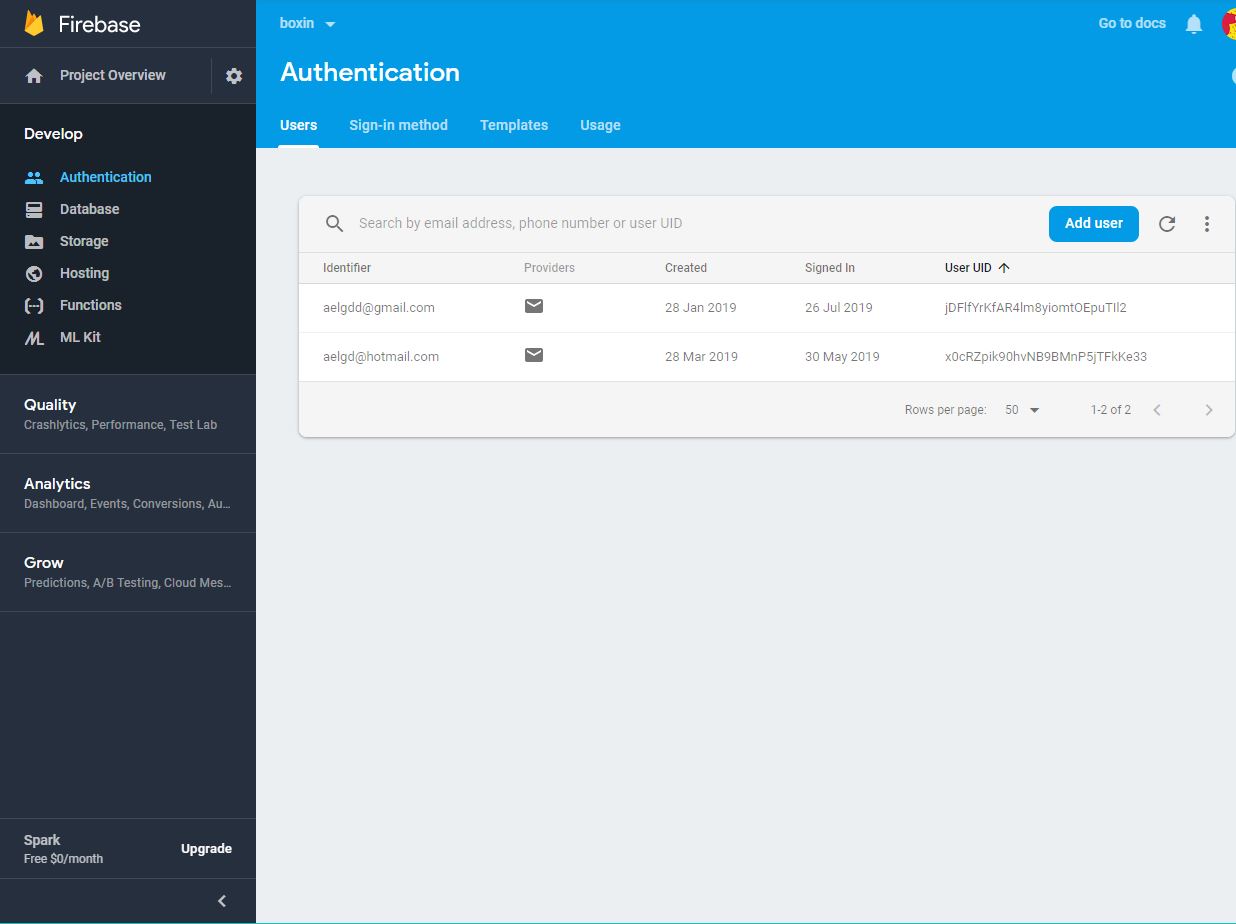 Firebase
Project Overview
Develop
Authentication
Database
Storage
Hosting
Functions
ML Kit
Quality
Crashlytics, Performance, Test Lab
Analytics
Dashboard, Events, Conversions, Au...
Grow
Predictions, A/B Testing, Cloud Mes...
Spark
Free $0/month
Upgrade
boxin
Go to docs
Authentication
Users Sign-in method Templates Usage
Search by email address, phone number or user UID
Add user
Identifier Providers Created Signed In User UID
aelgdd@gmail.com 28 Jan 2019 26 Jul 2019 jDFlfYrKfAR4lm8yiomtOEpuTIl2
aelgd@hotmail.com 28 Mar 2019 30 May 2019 x0cRZpik90hvNB9BMnP5jTFkKe33
Rows per page: 50 1-2 of 2